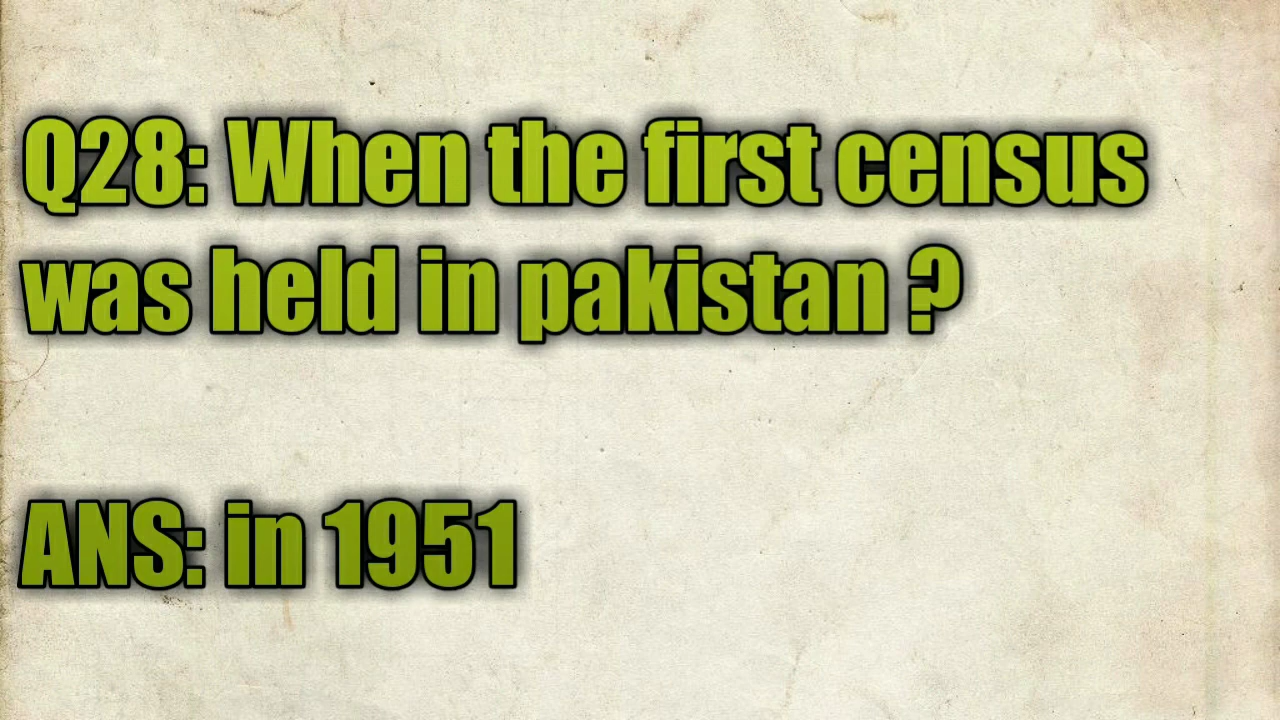 Q28: When the first census
was held in pakistan ?
ANS: in 1951